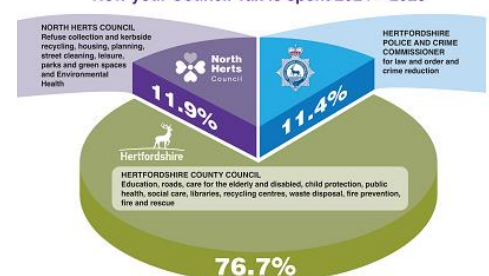 NORTH HERTS COUNCIL
Refuse collection and kerbside
recycling, housing, planning,
street cleaning, leisure,
parks and green spaces
and Environmental
Health
North
Herts
Council
HERTFORDSHIRE
POLICE AND CRIME
COMMISSIONER
for law and order and
crime reduction
11.9%
11.4%
Hertfordshire
HERTFORDSHIRE COUNTY COUNCIL
Education, roads, care for the elderly and disabled, child protection, public
health, social care, libraries, recycling centres, waste disposal, fire prevention,
fire and rescue
76.7%